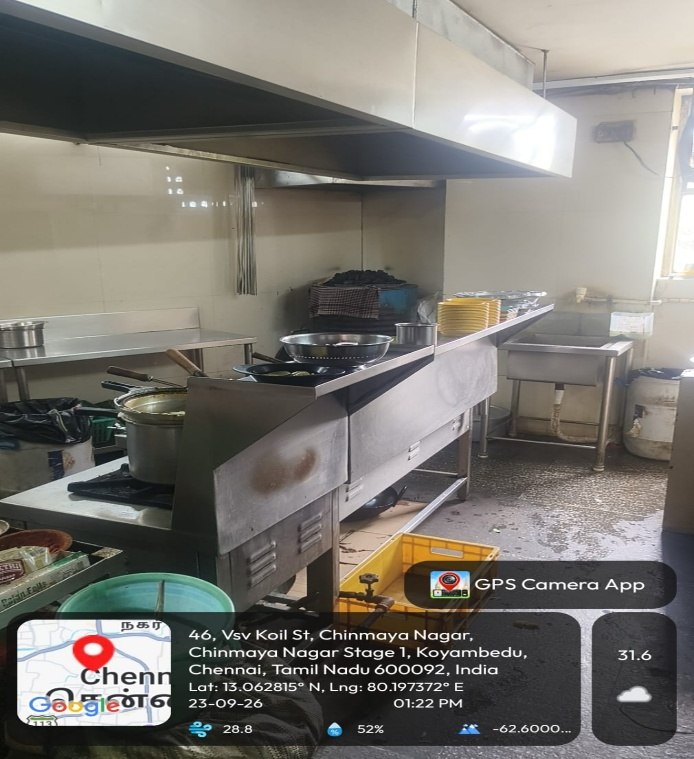 GPS Camera App
நகர்
Chenn
Google
113
46, Vsv Koil St, Chinmaya Nagar,
Chinmaya Nagar Stage 1, Koyambedu,
Chennai, Tamil Nadu 600092, India
Lat: 13.062815° N, Lng: 80.197372° E
23-09-26 01:22 PM
28.8 52% -62.6000...
31.6